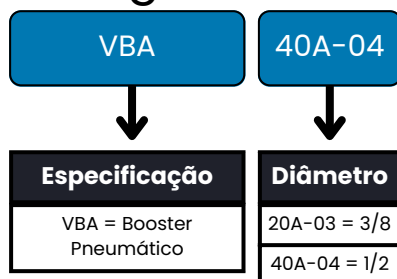 VBA
40A-04
Especificação
Diâmetro
VBA = Booster
Pneumático
20A-03 = 3/8
40A-04 = 1/2